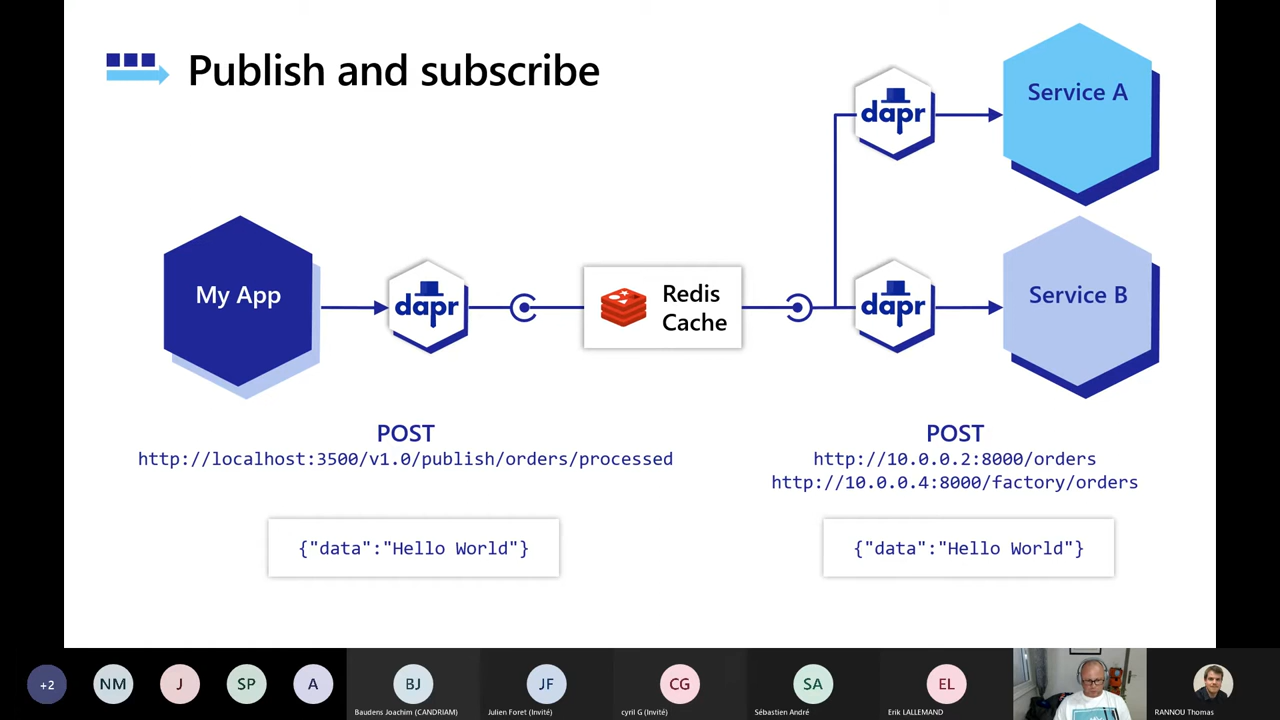 Publish and subscribe
dapr
Service A
My App
dapr
Redis
Cache
dapr
Service B
POST
http://localhost:3500/v1.0/publish/orders/processed
POST
http://10.0.0.2:8000/orders
http://10.0.0.4:8000/factory/orders
{"data":"Hello World"}
{"data":"Hello World"}
+2
NM
J
SP
A
BJ
JF
CG
SA
EL
Baudens Joachim (CANDRIAM)
Julien Foret (Invité)
cyril G (Invité)
Sébastien André
Erik LALLEMAND
RANNOU Thomas